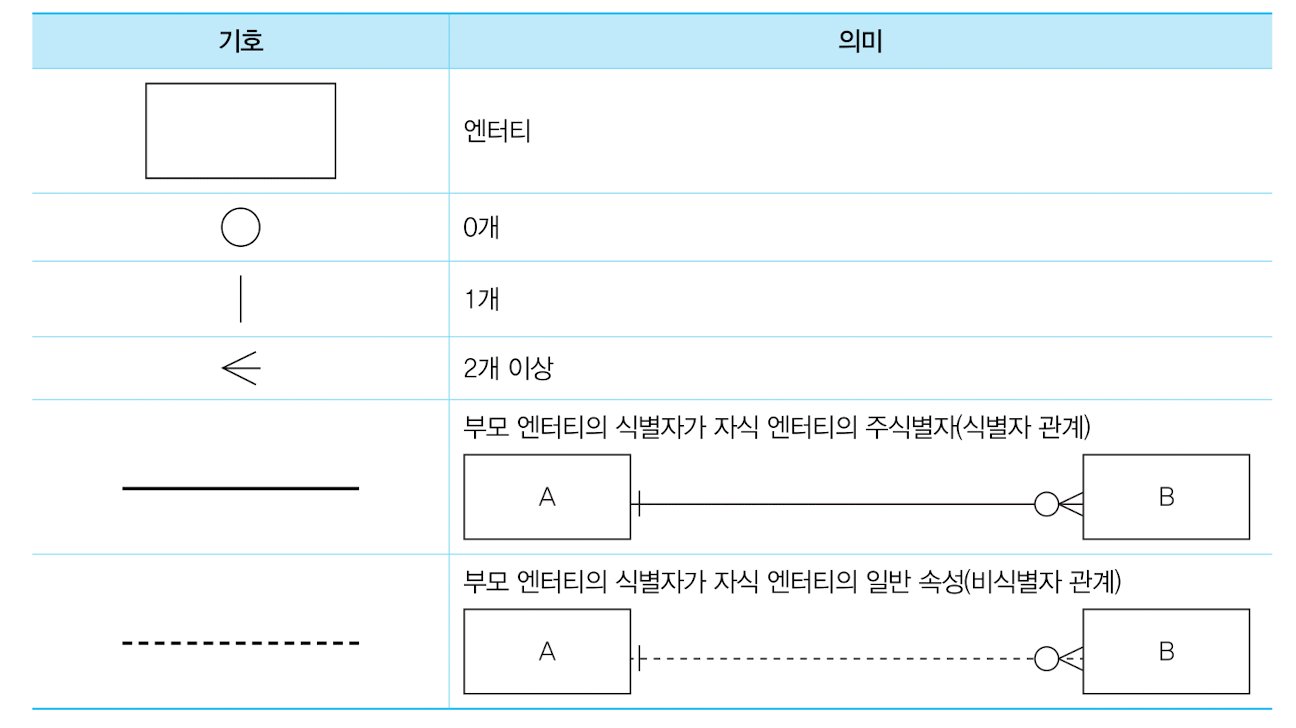 기호
의미
엔터티
0개
1개
2개 이상
부모 엔터티의 식별자가 자식 엔터티의 주식별자(식별자 관계)
A
B
부모 엔터티의 식별자가 자식 엔터티의 일반 속성(비식별자 관계)
A
B